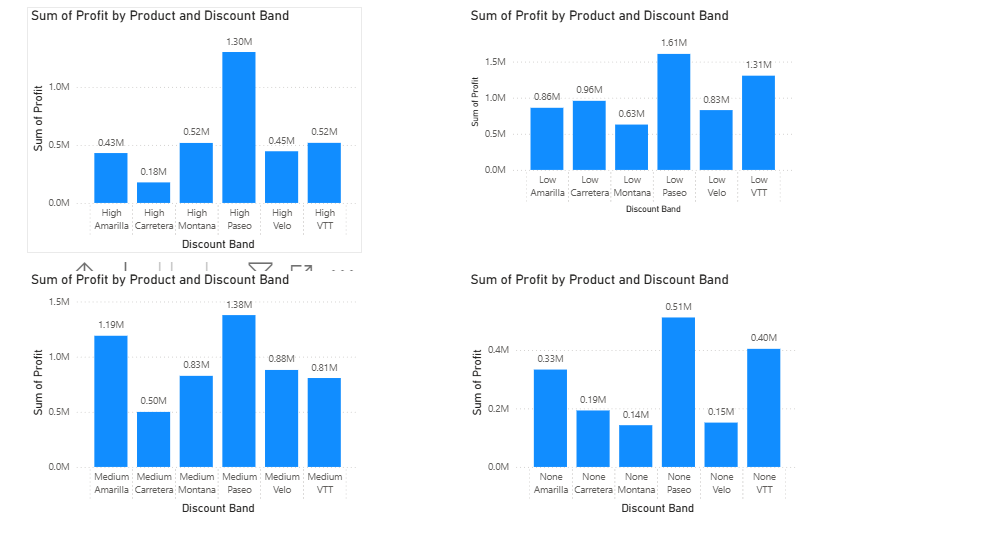 Sum of Profit by Product and Discount Band
Sum of Profit
1.0M
0.5M
0.0M
0.43M
0.18M
0.52M
1.30M
0.45M
0.52M
High Amarilla
High Carretera
High Montana
High Paseo
High Velo
High VTT
Discount Band
Sum of Profit by Product and Discount Band
Sum of Profit
1.5M
1.0M
0.5M
0.0M
0.86M
0.96M
0.63M
1.61M
0.83M
1.31M
Low Amarilla
Low Carretera
Low Montana
Low Paseo
Low Velo
Low VTT
Discount Band
Sum of Profit by Product and Discount Band
Sum of Profit
1.5M
1.0M
0.5M
0.0M
1.19M
0.50M
0.83M
1.38M
0.88M
0.81M
Medium Amarilla
Medium Carretera
Medium Montana
Medium Paseo
Medium Velo
Medium VTT
Discount Band
Sum of Profit by Product and Discount Band
Sum of Profit
0.4M
0.2M
0.0M
0.33M
0.19M
0.14M
0.51M
0.15M
0.40M
None Amarilla
None Carretera
None Montana
None Paseo
None Velo
None VTT
Discount Band